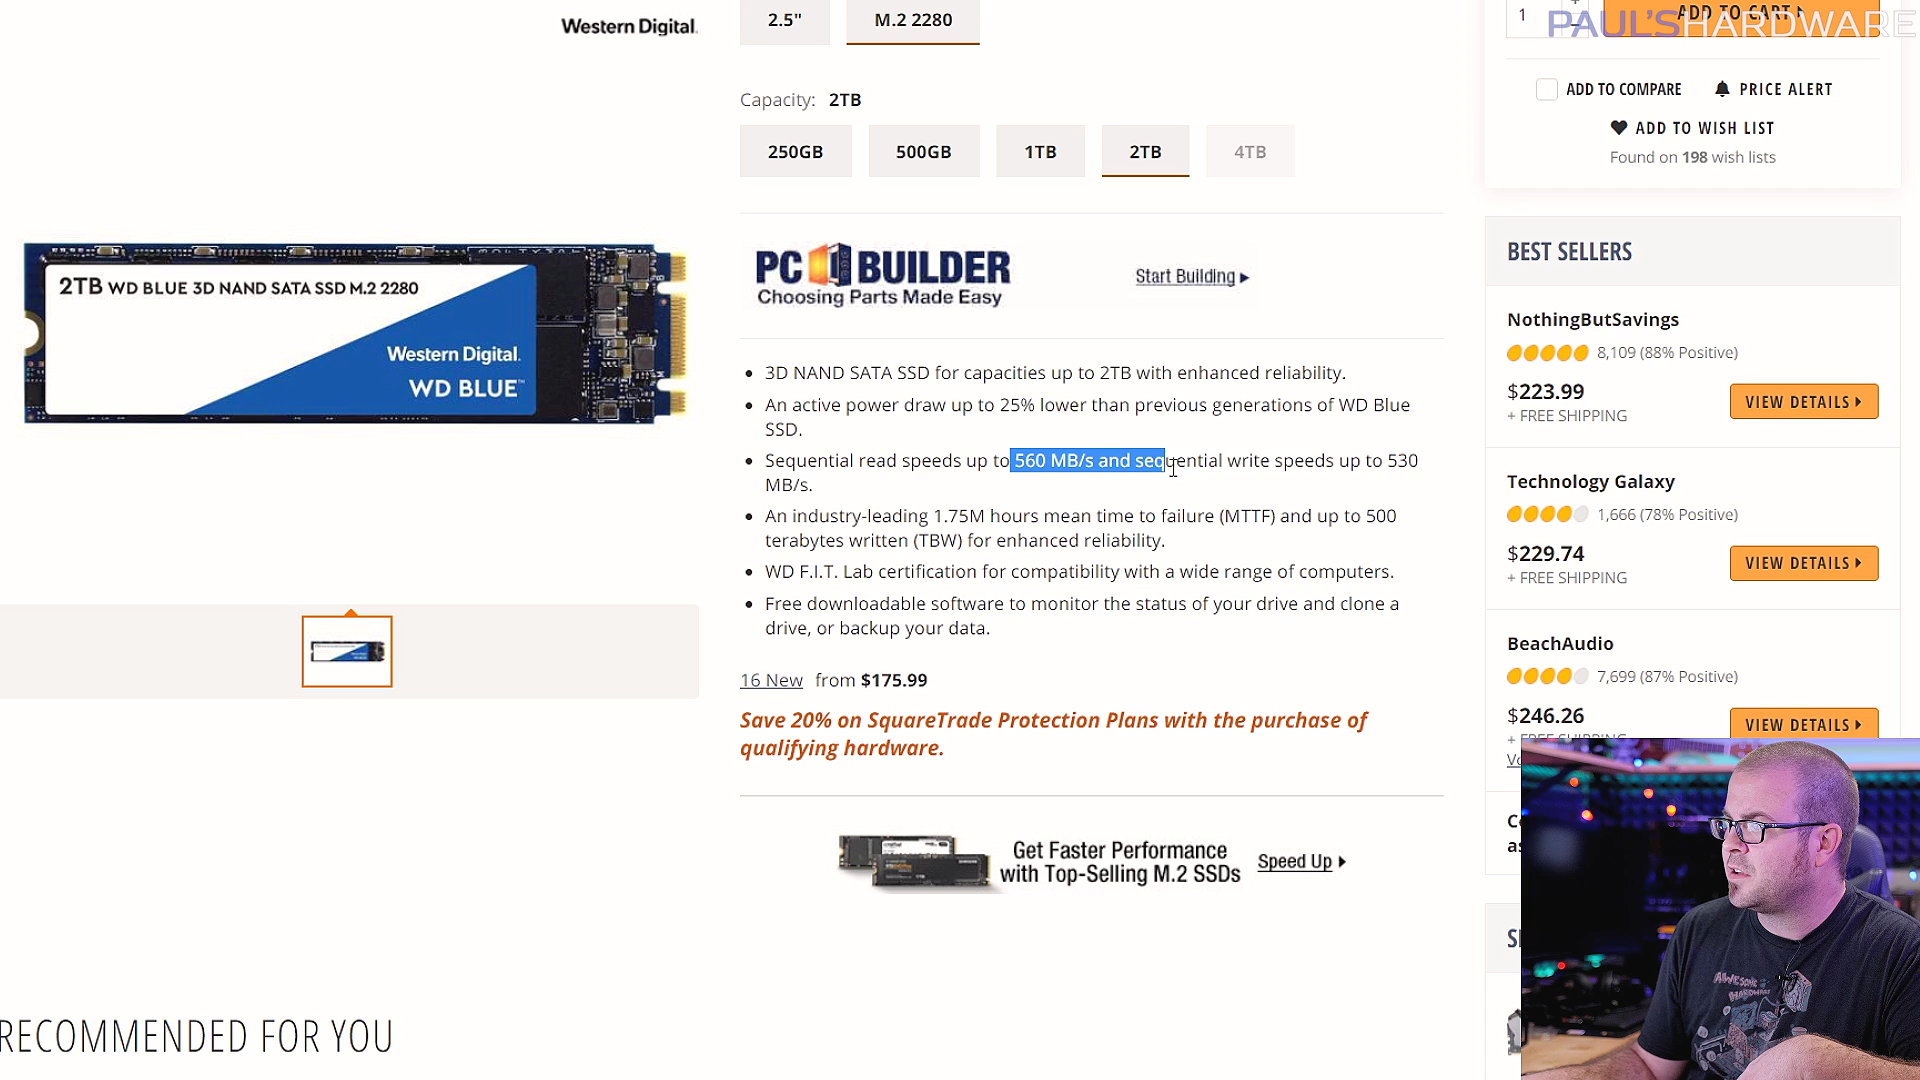 Western Digital.
2.5"
M.2 2280
Capacity: 2TB
250GB
500GB
1TB
2TB
4TB
PC BUILDER
Choosing Parts Made Easy
Start Building
2TB WD BLUE 3D NAND SATA SSD M.2 2280
Western Digital.
WD BLUE™
• 3D NAND SATA SSD for capacities up to 2TB with enhanced reliability.
• An active power draw up to 25% lower than previous generations of WD Blue
SSD.
• Sequential read speeds up to 560 MB/s and sequential write speeds up to 530
MB/s.
• An industry-leading 1.75M hours mean time to failure (MTTF) and up to 500
terabytes written (TBW) for enhanced reliability.
• WD F.I.T. Lab certification for compatibility with a wide range of computers.
• Free downloadable software to monitor the status of your drive and clone a
drive, or backup your data.
16 New from $175.99
Save 20% on SquareTrade Protection Plans with the purchase of
qualifying hardware.
Get Faster Performance
with Top-Selling M.2 SSDs
Speed Up
RECOMMENDED FOR YOU
1
ADD TO CART
PAUL'S HARDWARE
ADD TO COMPARE
PRICE ALERT
ADD TO WISH LIST
Found on 198 wish lists
BEST SELLERS
NothingButSavings
8,109 (88% Positive)
$223.99
+ FREE SHIPPING
VIEW DETAILS
Technology Galaxy
1,666 (78% Positive)
$229.74
+ FREE SHIPPING
VIEW DETAILS
BeachAudio
7,699 (87% Positive)
$246.26
+ FREE SHIPPING
VIEW DETAILS
AWESOME
HARDWARE